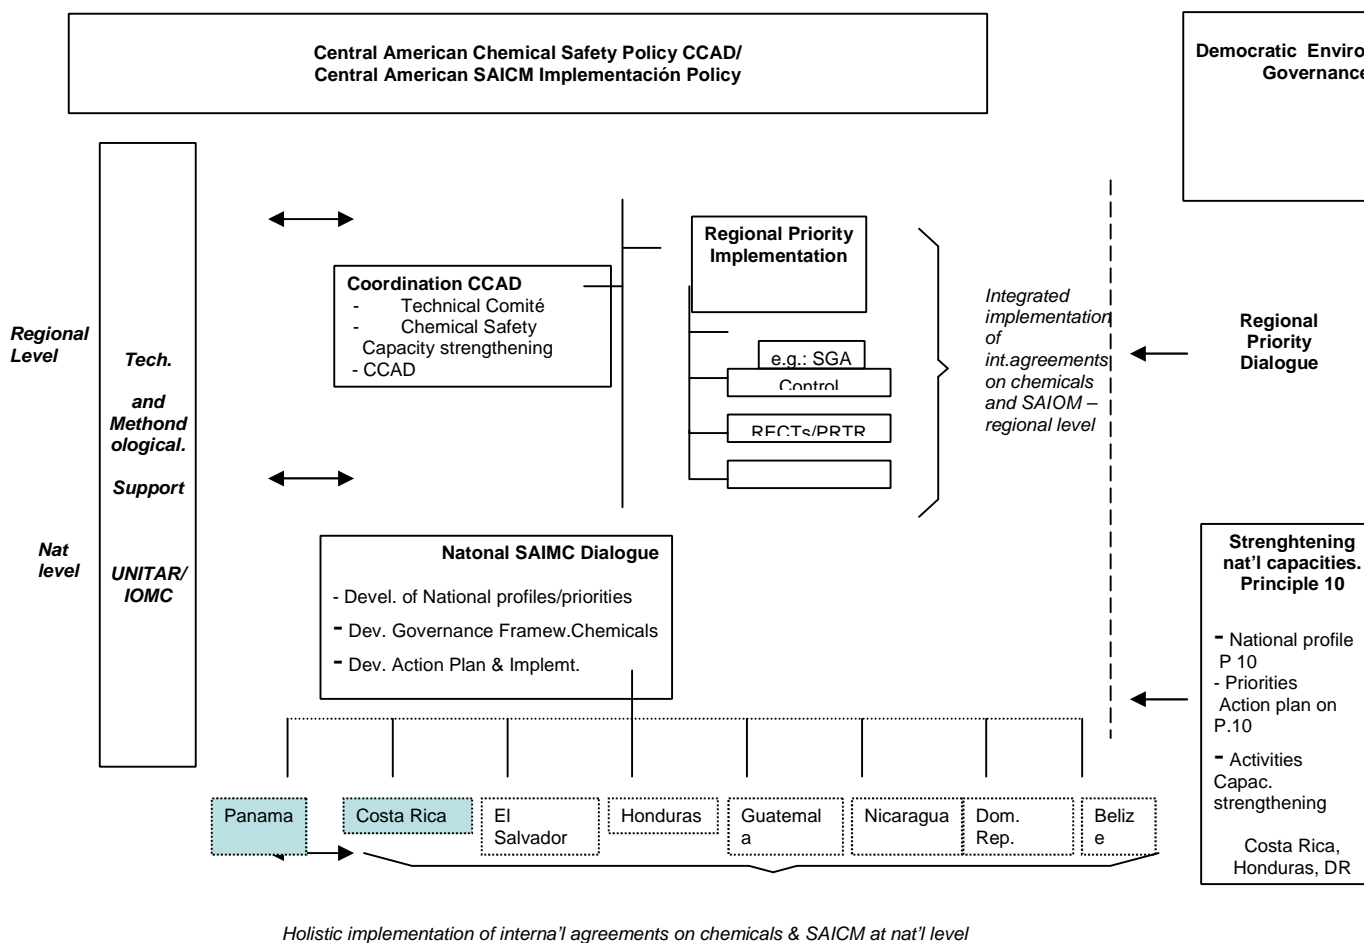 Central American Chemical Safety Policy CCAD/
Central American SAICM Implementación Policy
Democratic
Governance
Regional
Level
Nat
level
Tech.
and
Methond
ological.
Support
UNITAR/
IOMC
Coordination CCAD
- Technical Comité
- Chemical Safety
Capacity strengthening
- CCAD
Regional Priority
Implementation
e.g.: SGA
Control
RECTs/PRTR
Integrated
implementation
of
int.agreements
on chemicals
and SAIOM –
regional level
Regional
Priority
Dialogue
Natonal SAIMC Dialogue
- Devel. of National profiles/priorities
- Dev. Governance Framew.Chemicals
- Dev. Action Plan & Implemt.
Strenghtening
nat'l capacities.
Principle 10
- National profile
P 10
- Priorities
Action plan on
P.10
- Activities
Capac.
strengthening
Costa Rica,
Honduras, DR
Panama
Costa Rica
El
Salvador
Honduras
Guatemal
a
Nicaragua
Dom.
Rep.
Beliz
e
Holistic implementation of interna'l agreements on chemicals & SAICM at nat'l level